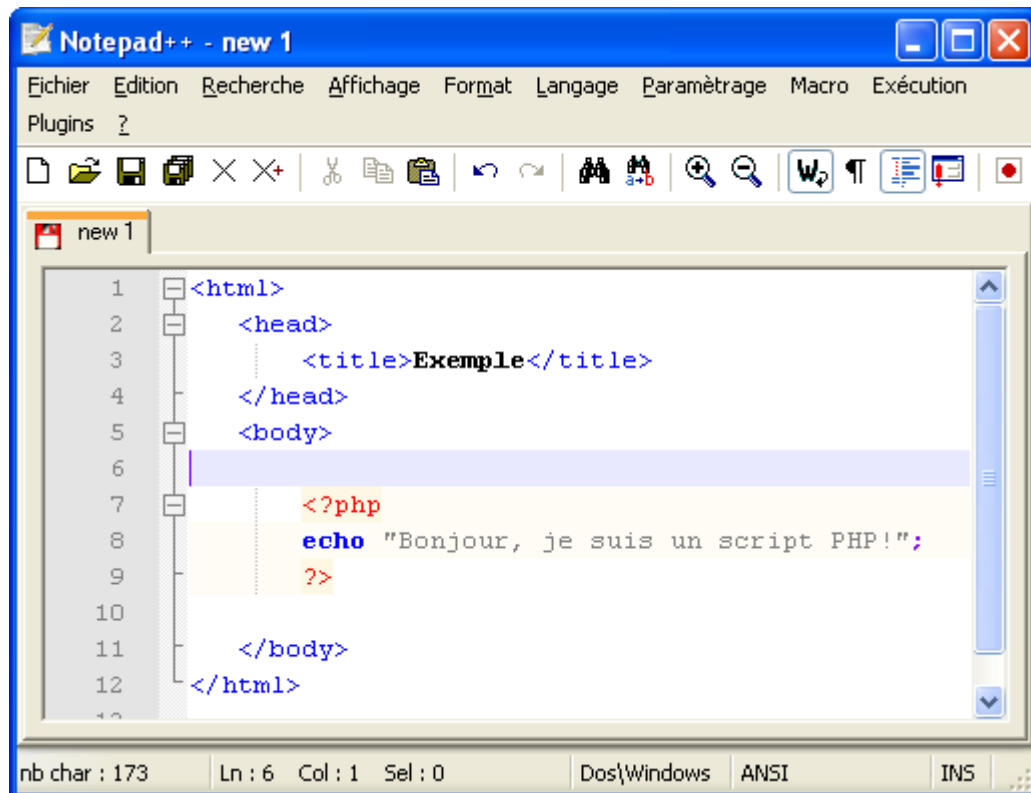 Notepad++ - new 1
Fichier Edition Recherche Affichage Format Langage Paramètrage Macro Exécution
Plugins ?
new 1
1 <html>
2 <head>
3 <title>Exemple</title>
4 </head>
5 <body>
6
7 <?php
8 echo "Bonjour, je suis un script PHP!";
9 ?>
10
11 </body>
12 </html>
nb char : 173 Ln : 6 Col : 1 Sel : 0 Dos\Windows ANSI INS